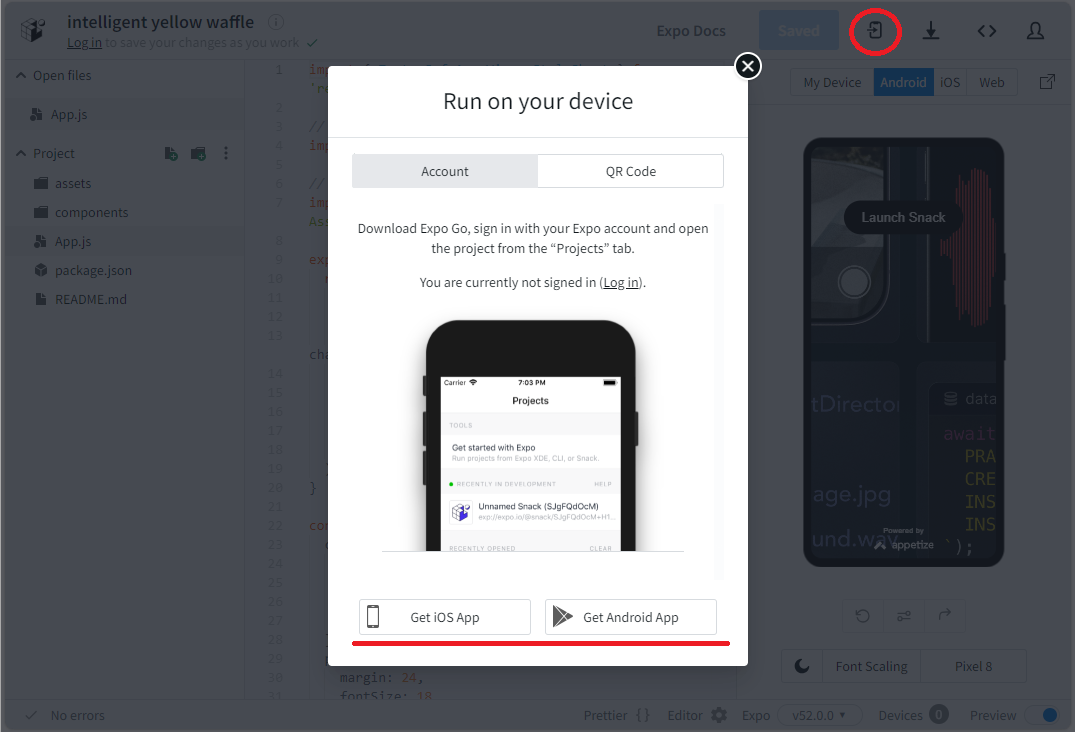 intelligent yellow waffle
Log in to save your changes as you work
Expo Docs
Saved
Open files
App.js
Project
assets
components
App.js
package.json
README.md
1
2
3
4
5
6
7
8
9
10
11
12
13
14
15
16
17
18
19
20
21
22
23
24
25
26
27
28
29
30
31
margin: 24,
fontSize: 18
Run on your device
Account
QR Code
Download Expo Go, sign in with your Expo account and open
the project from the “Projects” tab.
You are currently not signed in (Log in).
Carrier
7:03 PM
Projects
TOOLS
Get started with Expo
Run projects from Expo XDE, CLI, or Snack.
RECENTLY IN DEVELOPMENT
HELP
Unnamed Snack (SJgFQdOcM)
exp://expo.io/@snack/SJgFQdOcM+H1...
RECENTLY OPENED
CLEAR
Get iOS App
Get Android App
My Device
Android
iOS
Web
Launch Snack
tDirector
data
await
PRA
CRE
age.jpg
INS
INS
und.wav
`);
Powered by
appetize
Font Scaling
Pixel 8
No errors
Prettier {}
Editor
Expo
v52.0.0
Devices
0
Preview